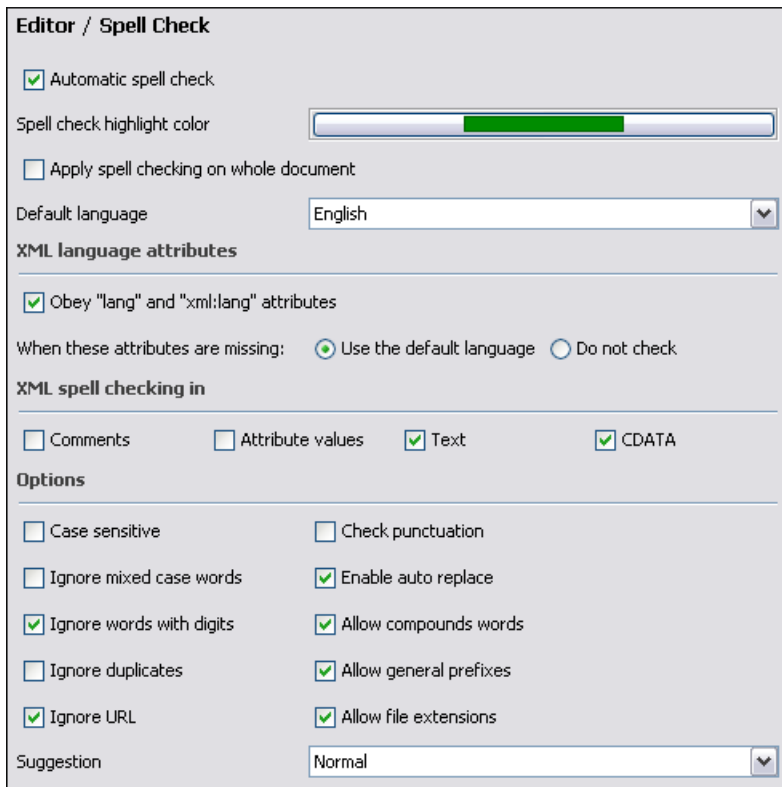 Editor / Spell Check
Automatic spell check
Spell check highlight color
Apply spell checking on whole document
Default language English
XML language attributes
Obey "lang" and "xml:lang" attributes
When these attributes are missing: Use the default language Do not check
XML spell checking in
Comments Attribute values Text CDATA
Options
Case sensitive Check punctuation
Ignore mixed case words Enable auto replace
Ignore words with digits Allow compounds words
Ignore duplicates Allow general prefixes
Ignore URL Allow file extensions
Suggestion Normal